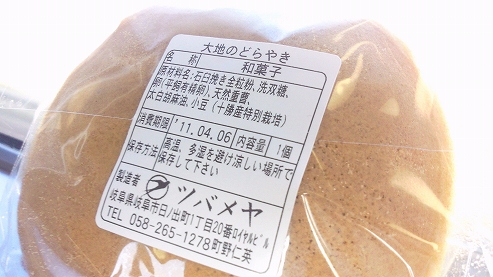 大地のどらやき
名称 和菓子
原材料名:石臼挽き全粒粉、洗双糖、
卵(平飼有精卵)、天然重曹、
太白胡麻油、小豆(十勝産特別栽培)
消費期限 '11.04.06 内容量 1個
保存方法 高温、多湿を避け涼しい場所で
保存して下さい
製造者 ツバメヤ
岐阜県岐阜市日ノ出町1丁目20番ロイヤルビル
TEL 058-265-1278 町野仁英